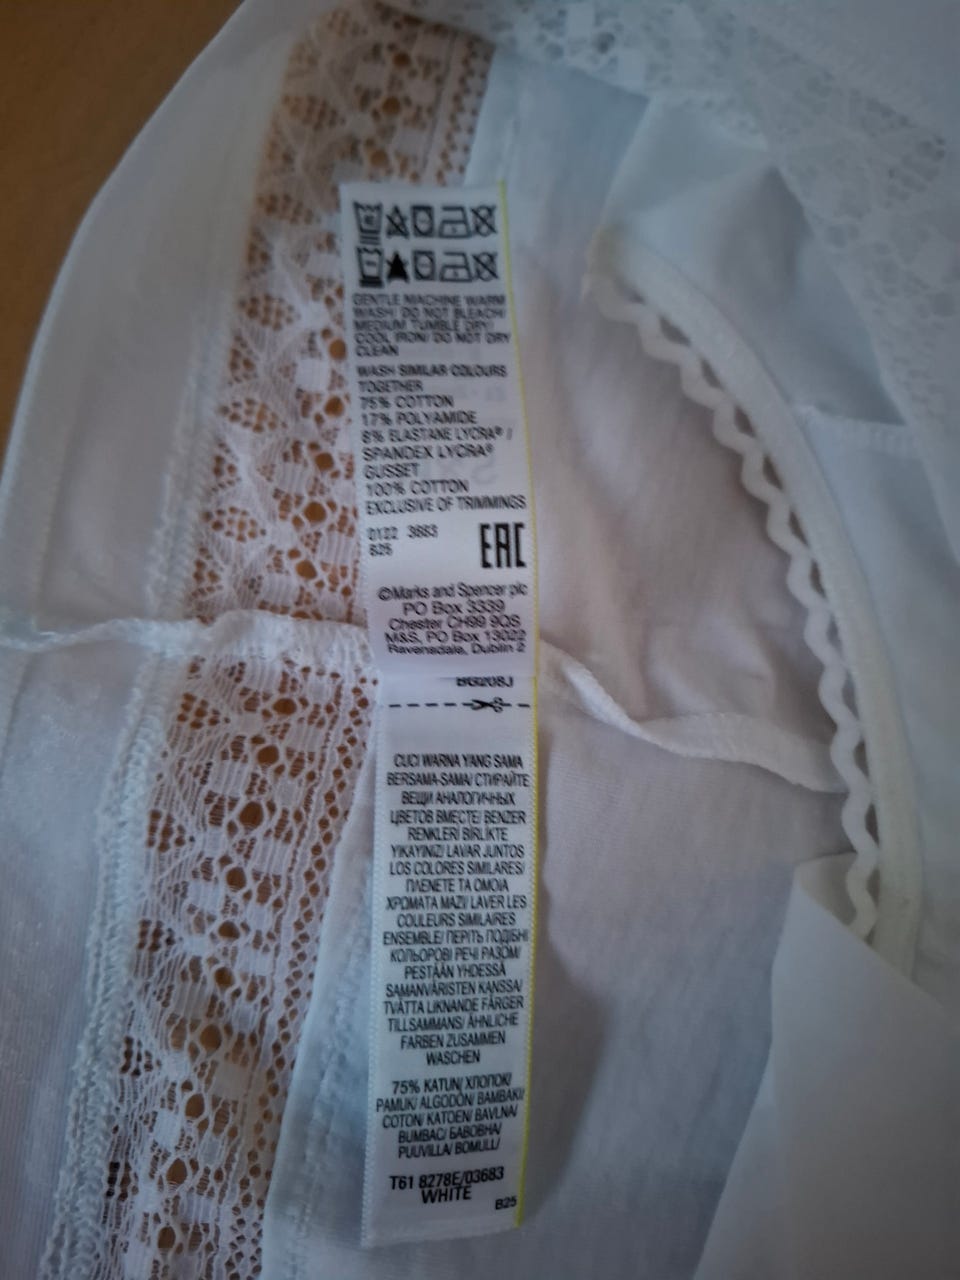 GENTLE MACHINE WARM
WASH/ DO NOT BLEACH/
MEDIUM TUMBLE DRY/
COOL IRON/ DO NOT DRY
CLEAN
WASH SIMILAR COLOURS
TOGETHER
75% COTTON
17% POLYAMIDE
8% ELASTANE LYCRA® /
SPANDEX LYCRA®
GUSSET
100% COTTON
EXCLUSIVE OF TRIMMINGS
0122 3683
B25
EAC
©Marks and Spencer plc
PO Box 3339
Chester CH99 9QS
M&S, PO Box 13022
Ravensdale, Dublin 2
BG208J
CUCI WARNA YANG SAMA
BERSAMA-SAMA/ СТИРАЙТЕ
ВЕЩИ АНАЛОГИЧНЫХ
ЦВЕТОВ ВМЕСТЕ/ BENZER
RENKLERİ BİRLİKTE
YIKAYINIZ/ LAVAR JUNTOS
LOS COLORES SIMILARES/
ΠΛΕΝΕΤΕ ΤΑ ΟΜΟΙΑ
ΧΡΩΜΑΤΑ ΜΑΖΙ/ LAVER LES
COULEURS SIMILAIRES
ENSEMBLE/ ПЕРІТЬ ПОДІБНІ
КОЛЬОРОВІ РЕЧІ РАЗОМ/
PESTÄÄN YHDESSÄ
SAMANVÄRISTEN KANSSA/
TVÄTTA LIKNANDE FÄRGER
TILLSAMMANS/ ÄHNLICHE
FARBEN ZUSAMMEN
WASCHEN
75% KATUN/ ХЛОПОК/
PAMUK/ ALGODÓN/ ΒΑΜΒΑΚΙ/
COTON/ KATOEN/ BAVLNA/
BUMBAC/ БАВОВНА/
PUUVILLA/ BOMULL/
T61 8278E/03683
WHITE
B25